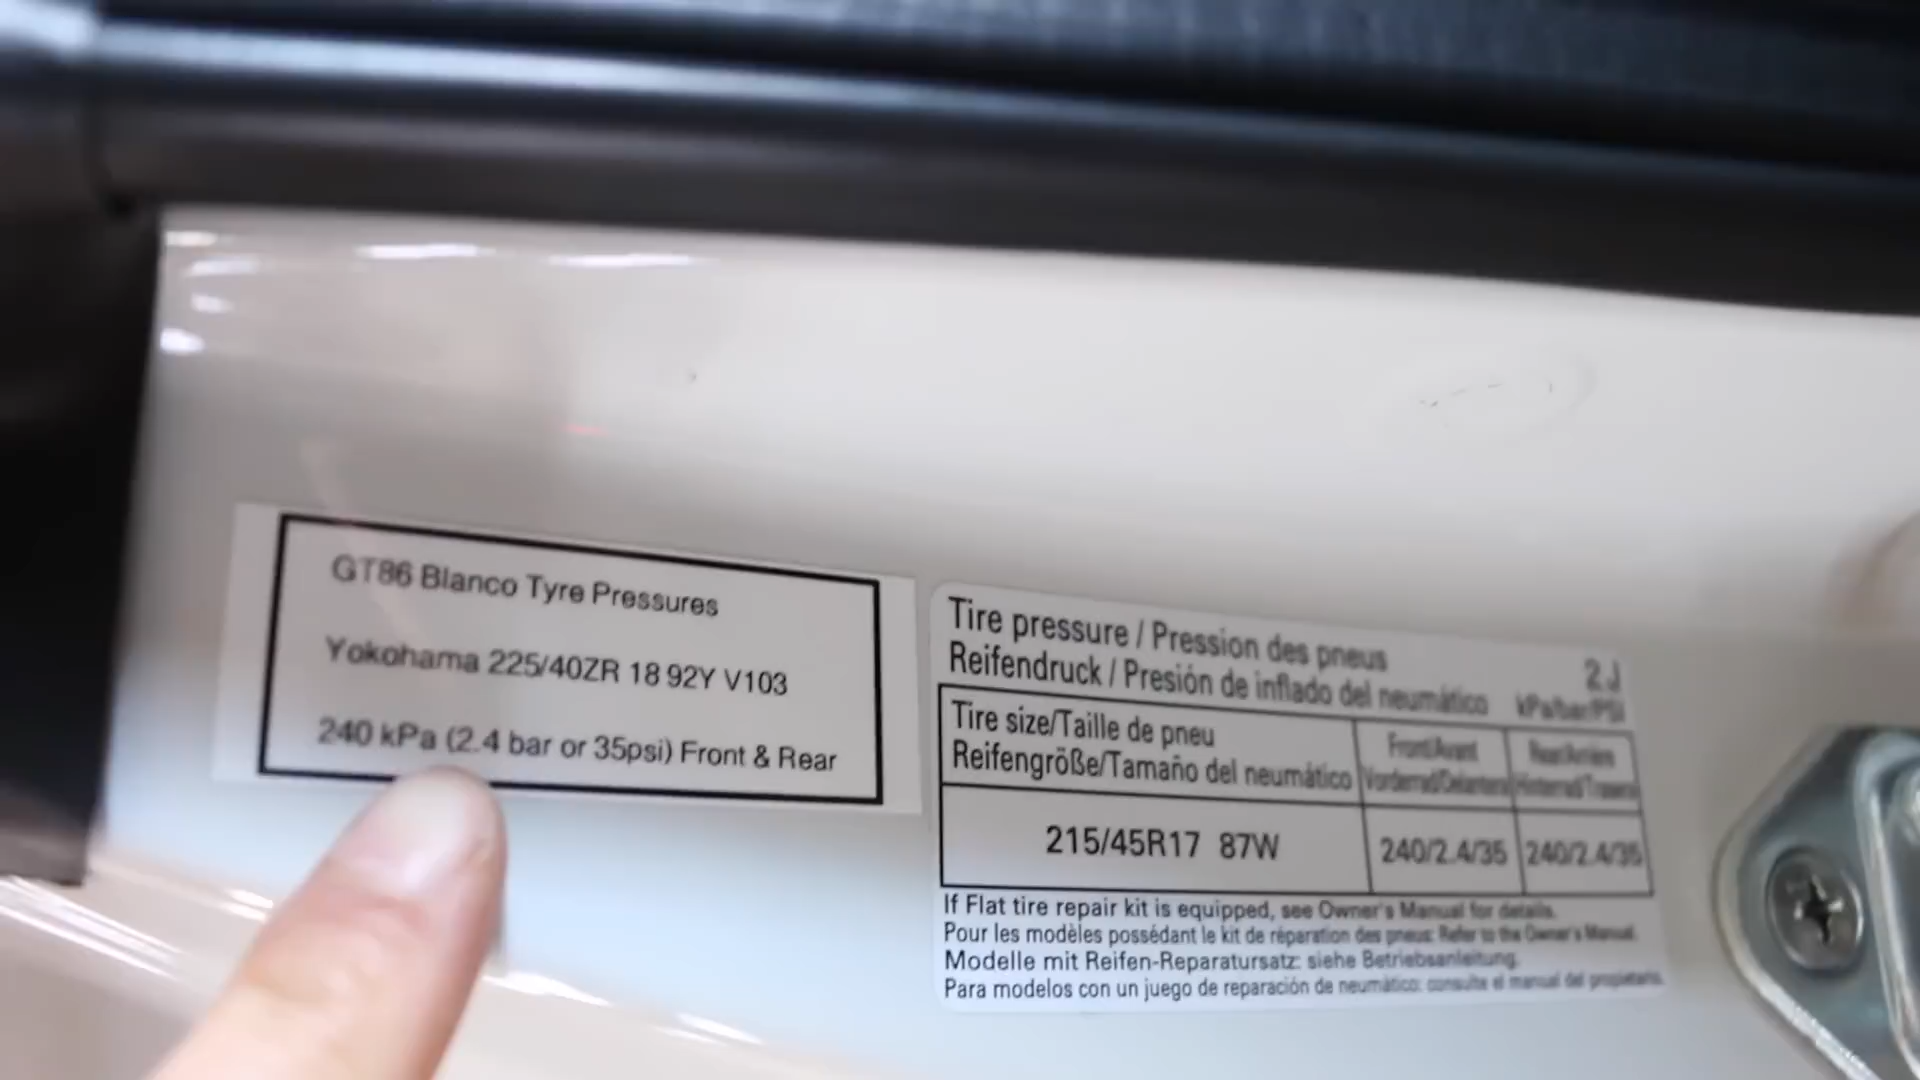 GT86 Blanco Tyre Pressures
Yokohama 225/40ZR 18 92Y V103
240 kPa (2.4 bar or 35psi) Front & Rear
Tire pressure / Pression des pneus
Reifendruck / Presión de inflado del neumático
2J
kPa/bar/PSI
Tire size/Taille de pneu
Reifengröße/Tamaño del neumático
Front/Avant
Vorderrad/Delantera
Rear/Arrière
Hinterrad/Trasera
215/45R17 87W
240/2.4/35
240/2.4/35
If Flat tire repair kit is equipped, see Owner's Manual for details.
Pour les modèles possédant le kit de réparation des pneus: Refer to the Owner's Manual.
Modelle mit Reifen-Reparatursatz: siehe Betriebsanleitung.
Para modelos con un juego de reparación de neumático: consulte el manual del propietario.